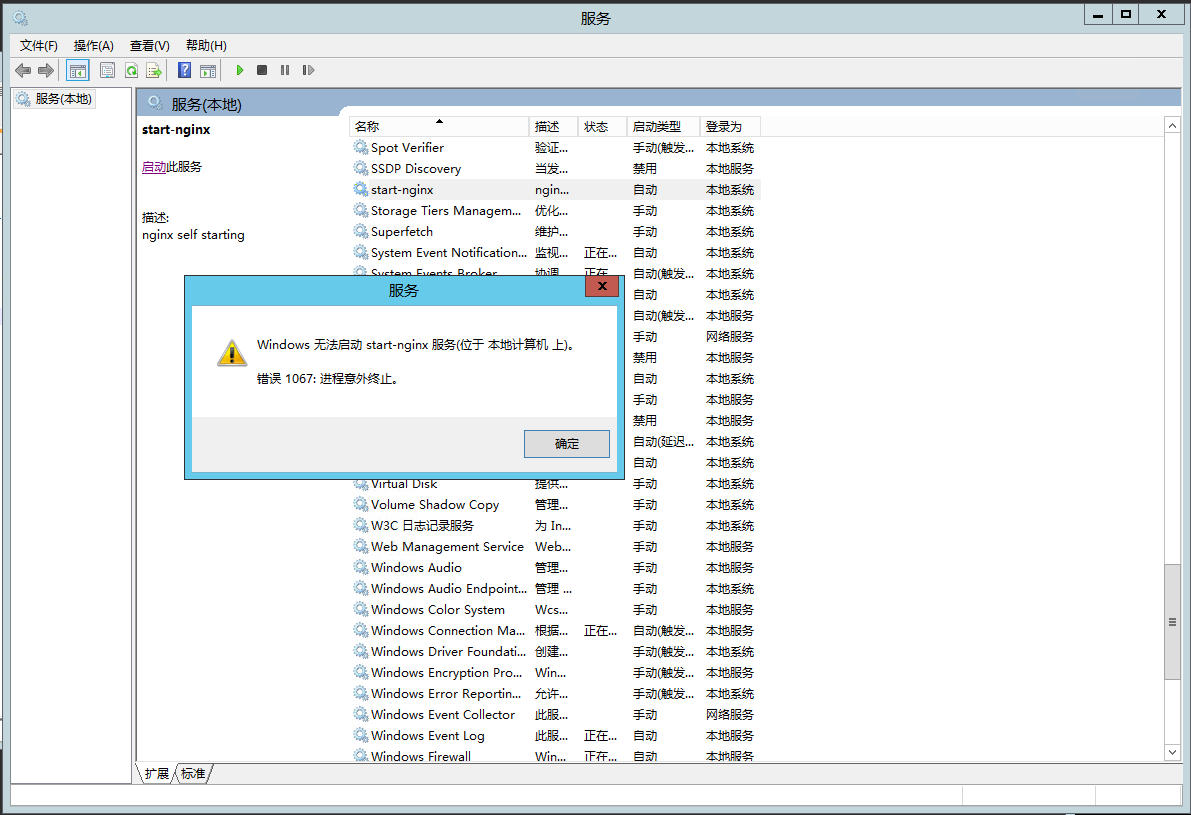 服务
文件(F) 操作(A) 查看(V) 帮助(H)
服务(本地)
服务(本地)
start-nginx
启动此服务
描述:
nginx self starting
名称 描述 状态 启动类型 登录为
Spot Verifier 验证... 手动(触发... 本地系统
SSDP Discovery 当发... 禁用 本地服务
start-nginx ngin... 自动 本地系统
Storage Tiers Managem... 优化... 手动 本地系统
Superfetch 维护... 手动 本地系统
System Event Notification... 监视... 正在... 自动 本地系统
System Events Broker 协调... 正在... 自动(触发... 本地系统
自动 本地系统
自动(触发... 本地服务
手动 网络服务
禁用 本地服务
自动 本地系统
手动 本地服务
禁用 本地服务
自动(延迟... 本地系统
自动 本地系统
服务
Windows 无法启动 start-nginx 服务(位于 本地计算机 上)。
错误 1067: 进程意外终止。
确定
Virtual Disk 提供... 手动 本地系统
Volume Shadow Copy 管理... 手动 本地系统
W3C 日志记录服务 为 In... 手动 本地系统
Web Management Service Web... 手动 本地服务
Windows Audio 管理... 手动 本地服务
Windows Audio Endpoint... 管理 ... 手动 本地系统
Windows Color System Wcs... 手动 本地服务
Windows Connection Ma... 根据... 正在... 自动(触发... 本地服务
Windows Driver Foundati... 创建... 手动(触发... 本地系统
Windows Encryption Pro... Win... 手动(触发... 本地服务
Windows Error Reportin... 允许... 手动(触发... 本地系统
Windows Event Collector 此服... 手动 网络服务
Windows Event Log 此服... 正在... 自动 本地服务
Windows Firewall Win... 正在... 自动 本地服务
扩展 标准